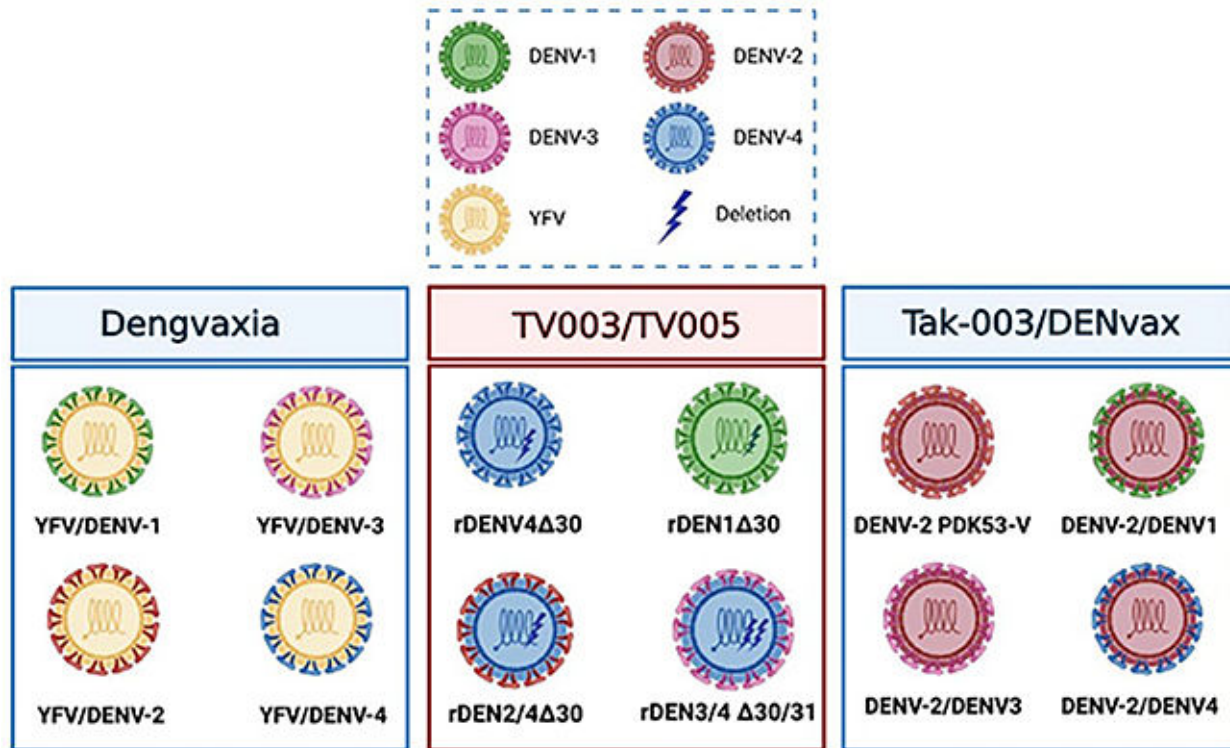 DENV-1
DENV-2
DENV-3
DENV-4
YFV
Deletion
Dengvaxia
TV003/TV005
Tak-003/DENvax
YFV/DENV-1
YFV/DENV-3
rDENV4Δ30
rDEN1Δ30
DENV-2 PDK53-V
DENV-2/DENV1
YFV/DENV-2
YFV/DENV-4
rDEN2/4Δ30
rDEN3/4 Δ30/31
DENV-2/DENV3
DENV-2/DENV4